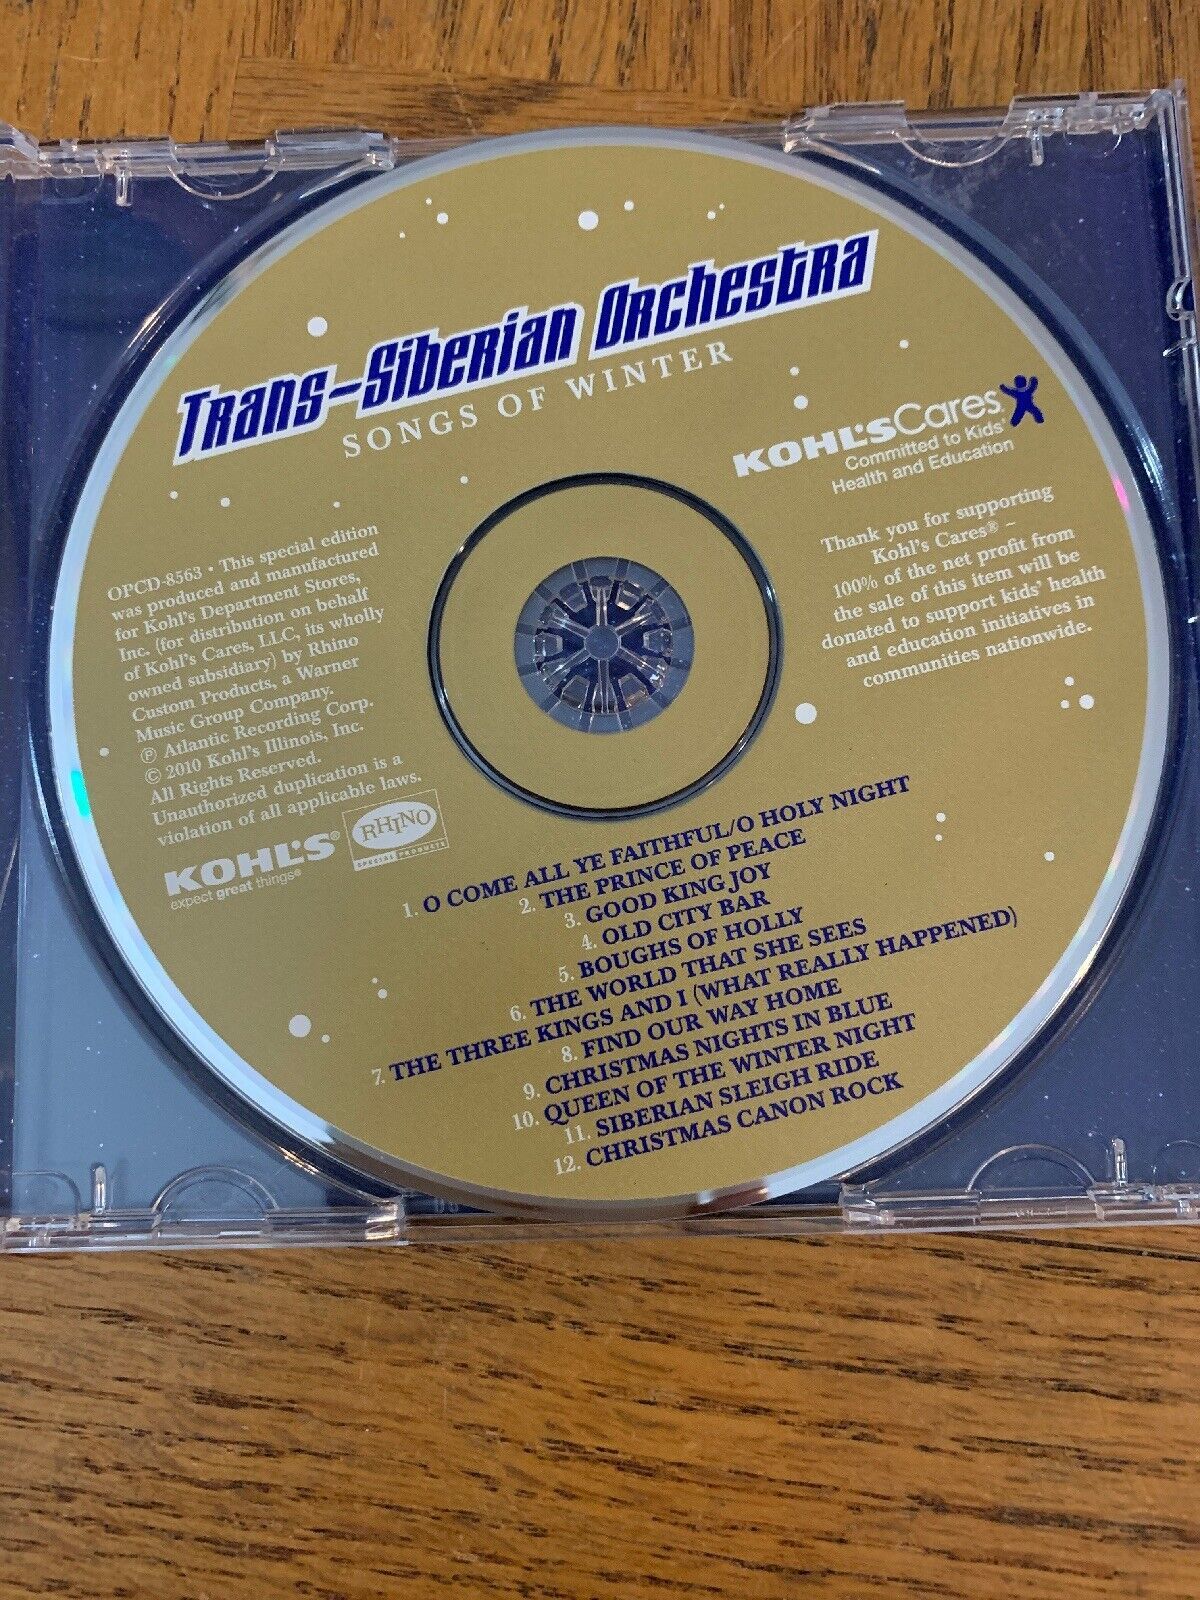 Trans-Siberian Orchestra
SONGS OF WINTER
KOHL'S Cares®
Committed to Kids'
Health and Education
Thank you for supporting
Kohl's Cares® –
100% of the net profit from
the sale of this item will be
donated to support kids' health
and education initiatives in
communities nationwide.
OPCD-8563 • This special edition
was produced and manufactured
for Kohl's Department Stores,
Inc. (for distribution on behalf
of Kohl's Cares, LLC, its wholly
owned subsidiary) by Rhino
Custom Products, a Warner
Music Group Company.
℗ Atlantic Recording Corp.
© 2010 Kohl's Illinois, Inc.
All Rights Reserved.
Unauthorized duplication is a
violation of all applicable laws.
KOHL'S®
expect great things®
RHINO
SPECIAL PRODUCTS
1. O COME ALL YE FAITHFUL/O HOLY NIGHT
2. THE PRINCE OF PEACE
3. GOOD KING JOY
4. OLD CITY BAR
5. BOUGHS OF HOLLY
6. THE WORLD THAT SHE SEES
7. THE THREE KINGS AND I (WHAT REALLY HAPPENED)
8. FIND OUR WAY HOME
9. CHRISTMAS NIGHTS IN BLUE
10. QUEEN OF THE WINTER NIGHT
11. SIBERIAN SLEIGH RIDE
12. CHRISTMAS CANON ROCK